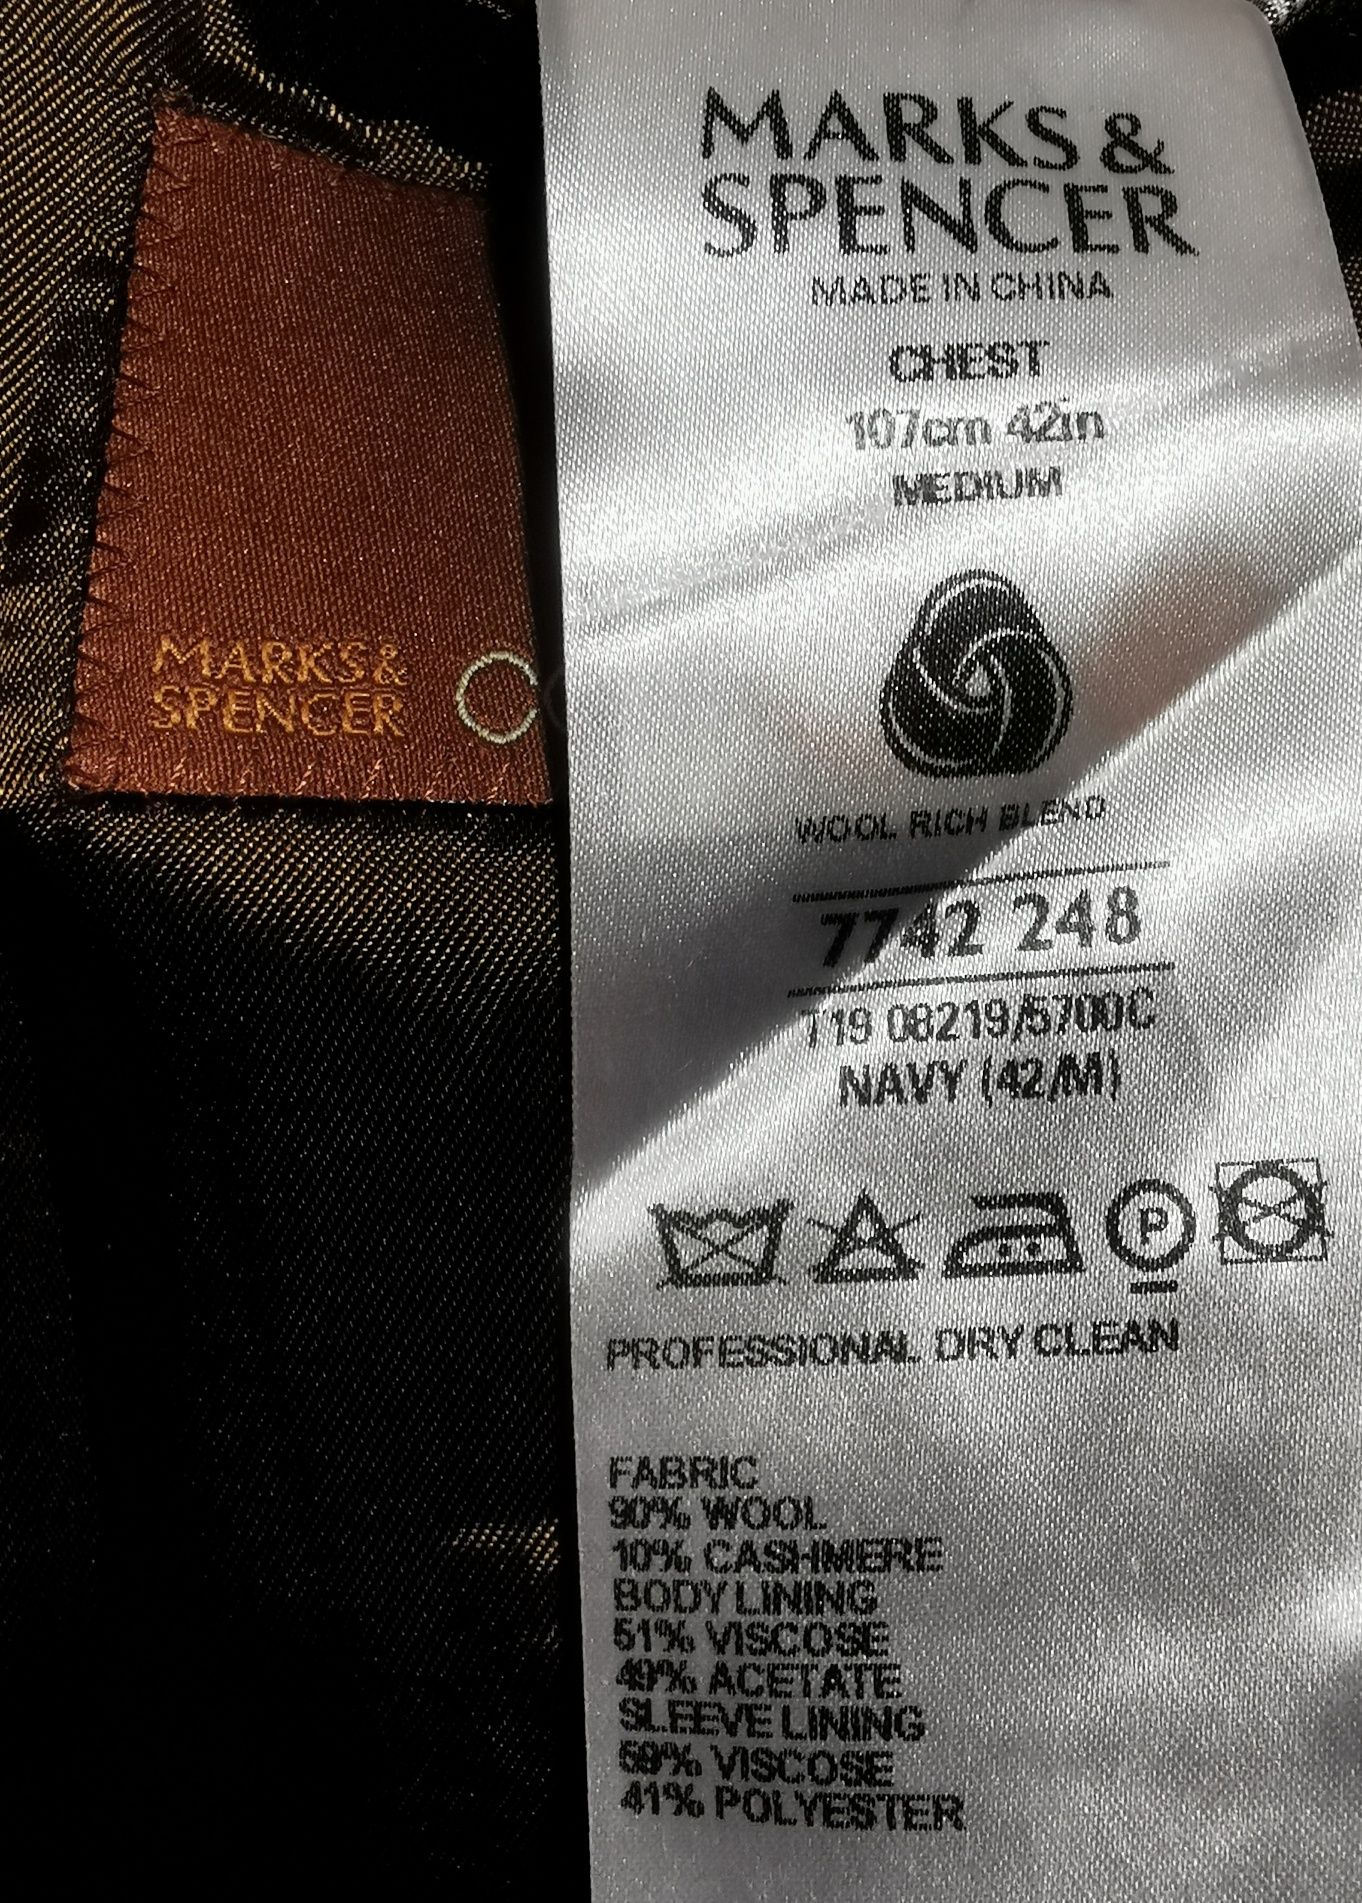 MARKS &
SPENCER
MADE IN CHINA
CHEST
107cm 42in
MEDIUM
WOOL RICH BLEND
7742 248
T19 08219/5700C
NAVY (42/M)
P
PROFESSIONAL DRY CLEAN
FABRIC
90% WOOL
10% CASHMERE
BODY LINING
51% VISCOSE
49% ACETATE
SLEEVE LINING
59% VISCOSE
41% POLYESTER
MARKS &
SPENCER